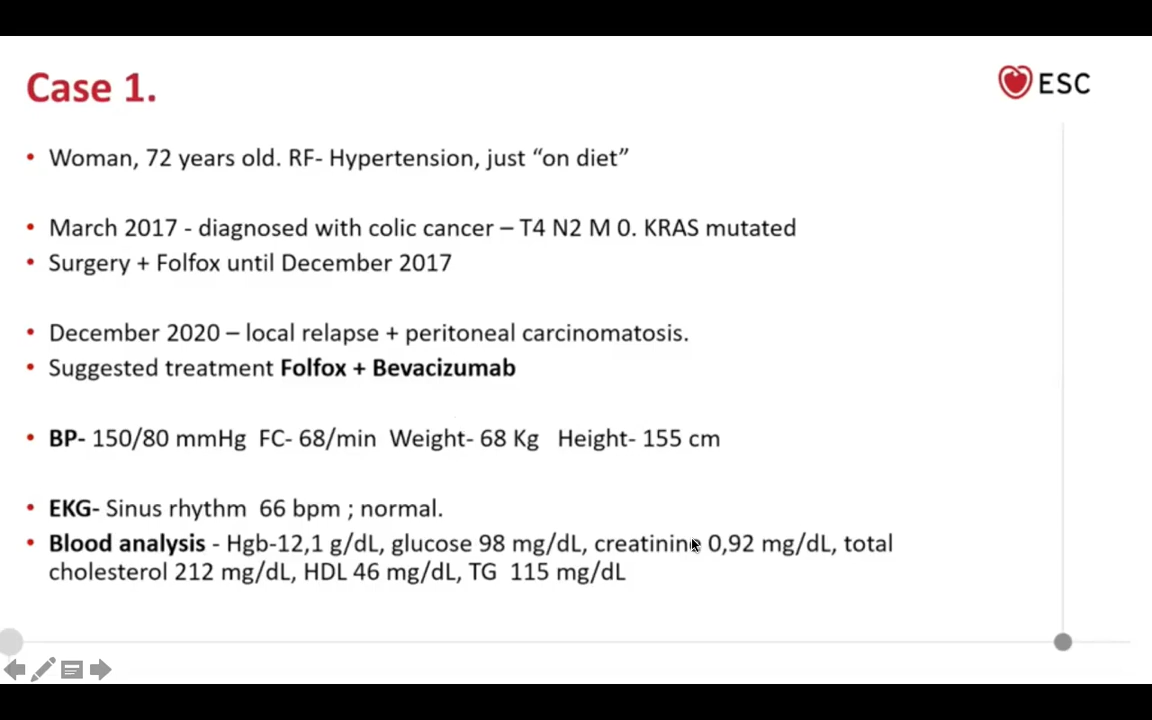 Case 1.
ESC
• Woman, 72 years old. RF- Hypertension, just “on diet”
• March 2017 - diagnosed with colic cancer – T4 N2 M 0. KRAS mutated
• Surgery + Folfox until December 2017
• December 2020 – local relapse + peritoneal carcinomatosis.
• Suggested treatment Folfox + Bevacizumab
• BP- 150/80 mmHg  FC- 68/min  Weight- 68 Kg   Height- 155 cm
• EKG- Sinus rhythm  66 bpm ; normal.
• Blood analysis - Hgb-12,1 g/dL, glucose 98 mg/dL, creatinine 0,92 mg/dL, total
cholesterol 212 mg/dL, HDL 46 mg/dL, TG  115 mg/dL